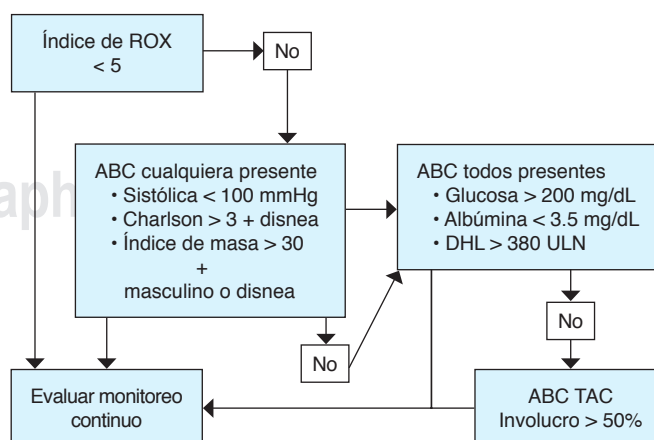 Índice de ROX
< 5
No
ABC cualquiera presente
• Sistólica < 100 mmHg
• Charlson > 3 + disnea
• Índice de masa > 30
+
masculino o disnea
ABC todos presentes
• Glucosa > 200 mg/dL
• Albúmina < 3.5 mg/dL
• DHL > 380 ULN
No
No
Evaluar monitoreo
continuo
ABC TAC
Involucro > 50%